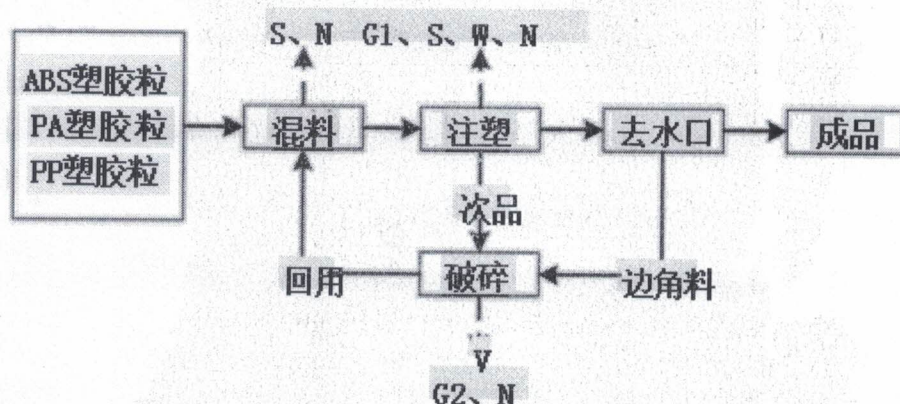 S、N G1、S、W、N
ABS塑胶粒
PA塑胶粒
PP塑胶粒
混料
注塑
去水口
成品
次品
回用
破碎
边角料
G2、N